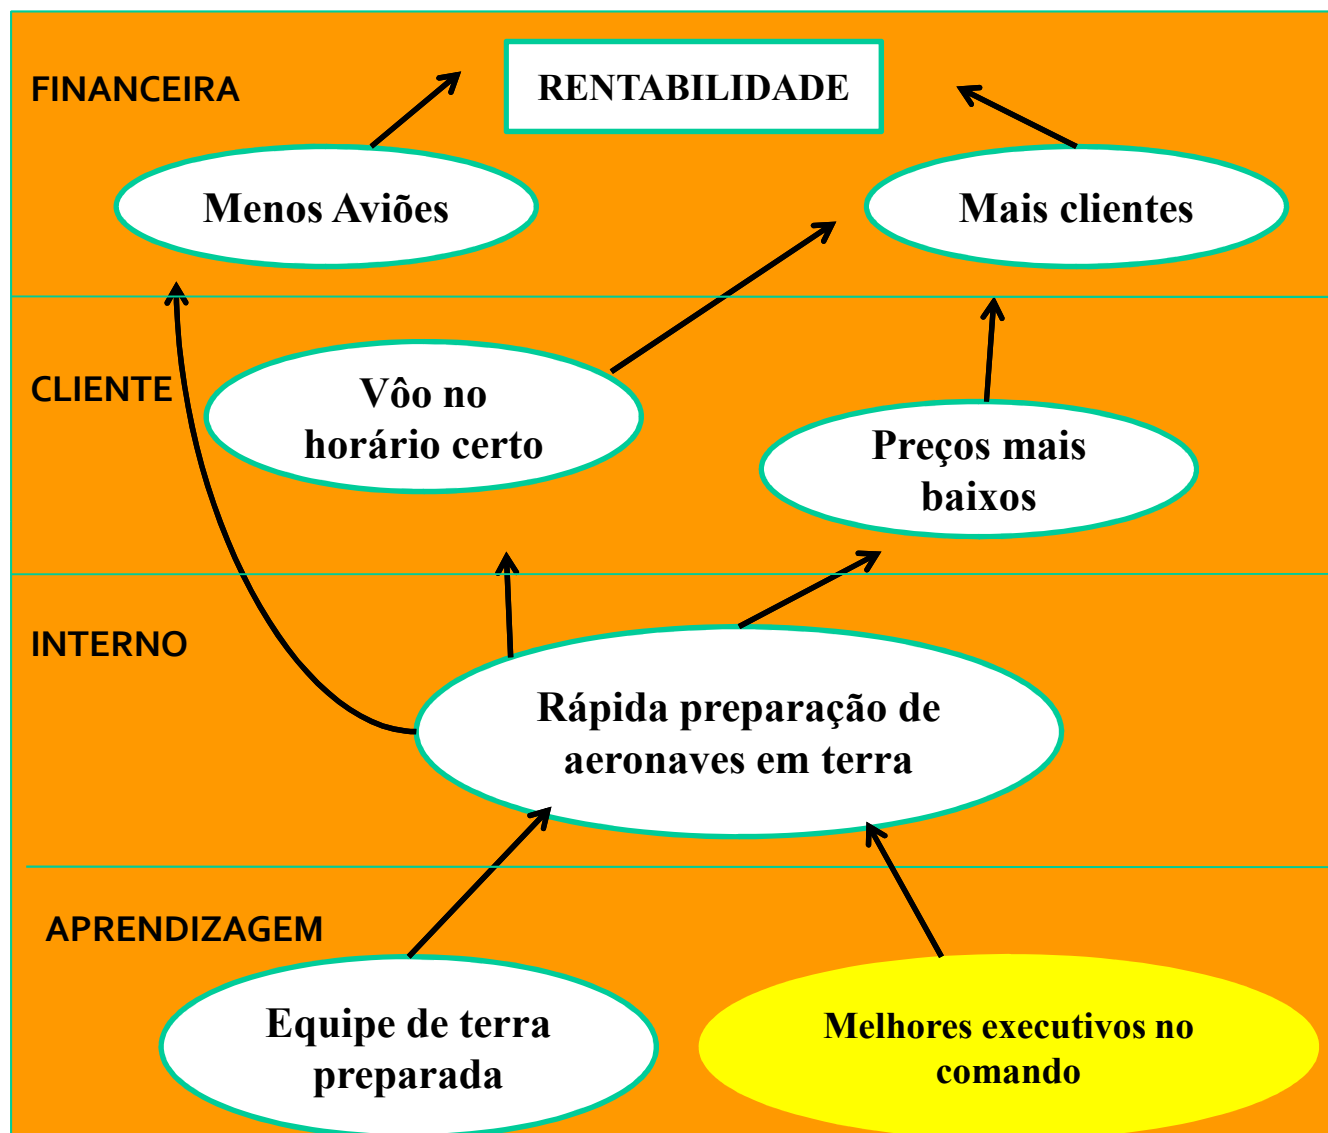 FINANCEIRA
RENTABILIDADE
Menos Aviões
Mais clientes
CLIENTE
Vôo no
horário certo
Preços mais
baixos
INTERNO
Rápida preparação de
aeronaves em terra
APRENDIZAGEM
Equipe de terra
preparada
Melhores executivos no
comando